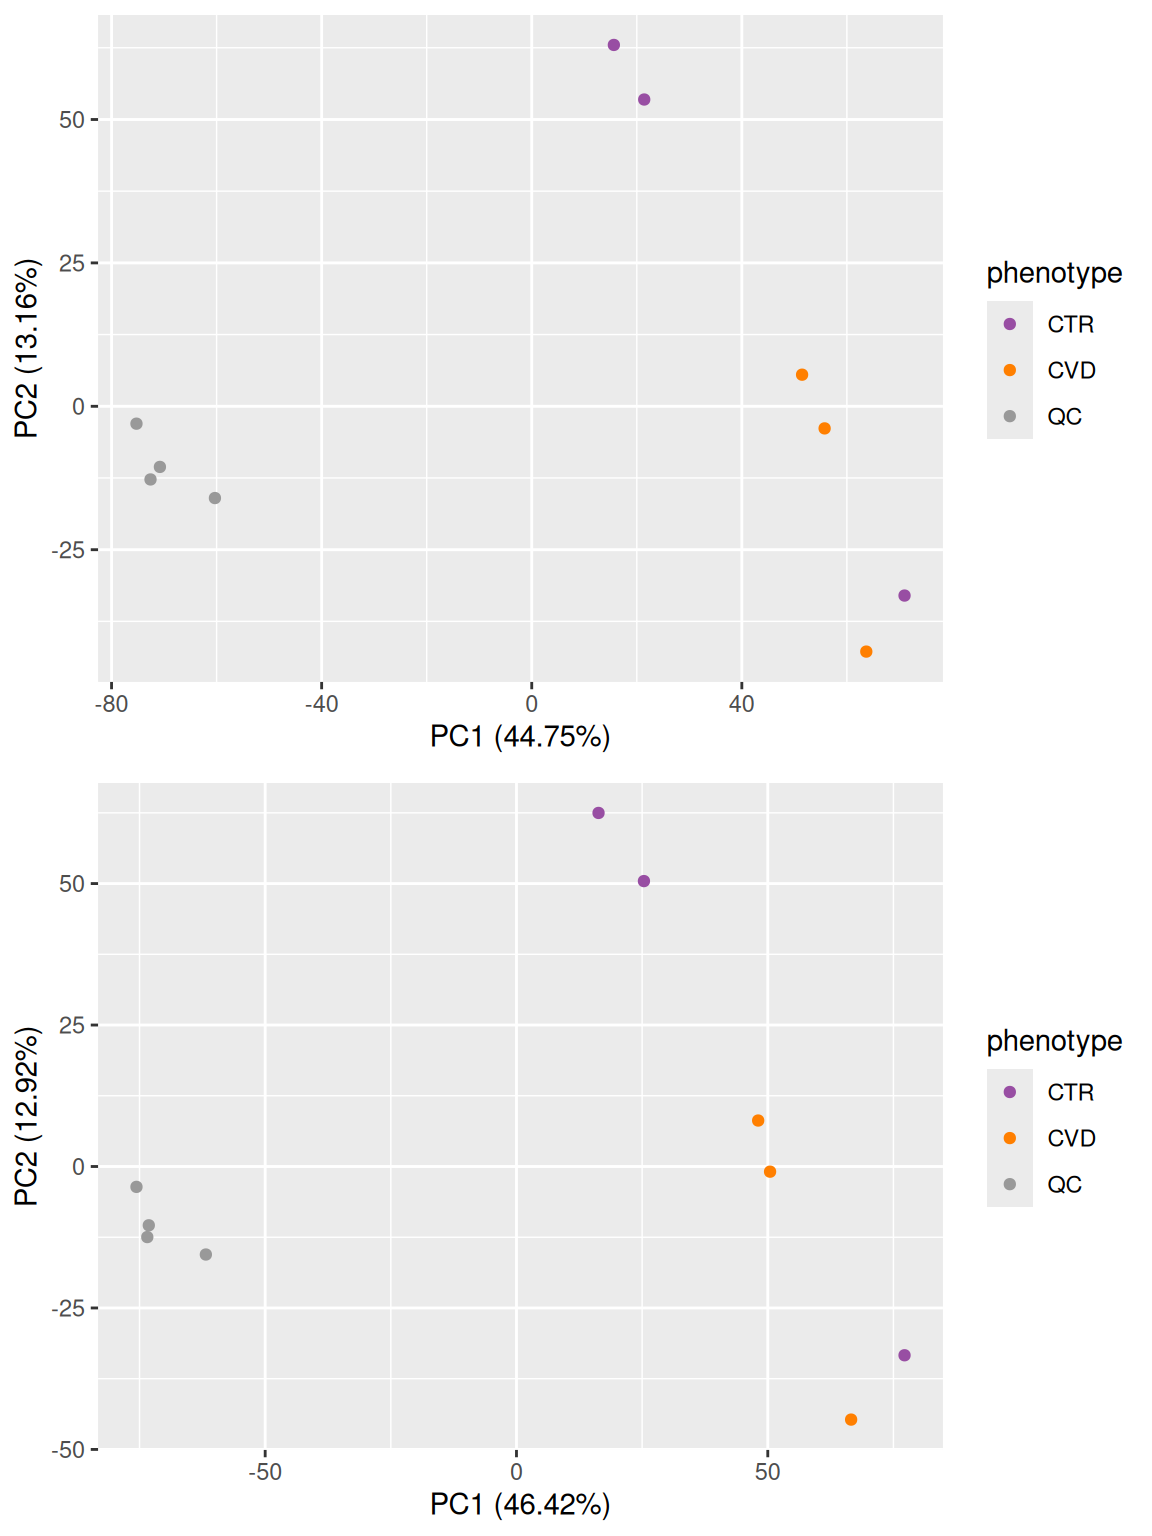 50
25
0
-25
PC2 (13.16%)
-80
-40
0
40
PC1 (44.75%)
phenotype
CTR
CVD
QC
50
25
0
-25
-50
PC2 (12.92%)
-50
0
50
PC1 (46.42%)
phenotype
CTR
CVD
QC